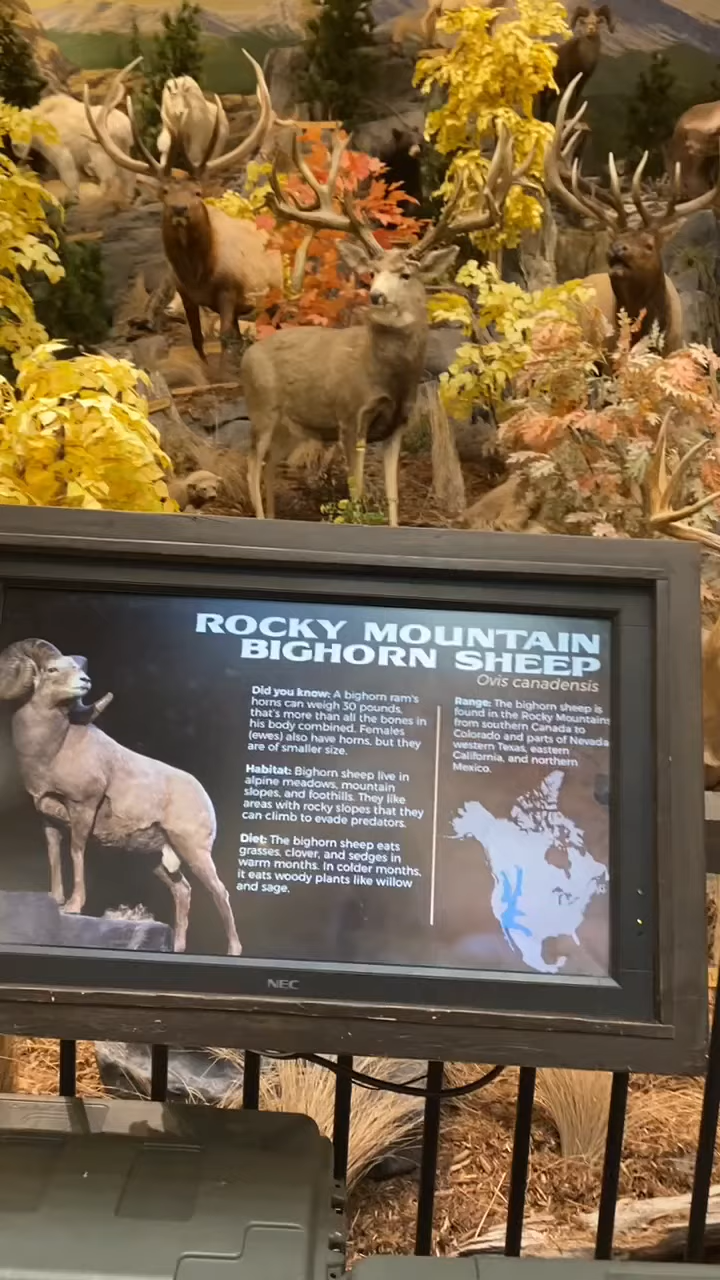 ROCKY MOUNTAIN
BIGHORN SHEEP
Ovis canadensis
Did you know: A bighorn ram's
horns can weigh 30 pounds,
that's more than all the bones in
his body combined. Females
(ewes) also have horns, but they
are of smaller size.
Habitat: Bighorn sheep live in
alpine meadows, mountain
slopes, and foothills. They like
areas with rocky slopes that they
can climb to evade predators.
Diet: The bighorn sheep eats
grasses, clover, and sedges in
warm months. In colder months,
it eats woody plants like willow
and sage.
Range: The bighorn sheep is
found in the Rocky Mountains
from southern Canada to
Colorado and parts of Nevada
western Texas, eastern
California, and northern
Mexico.
NEC